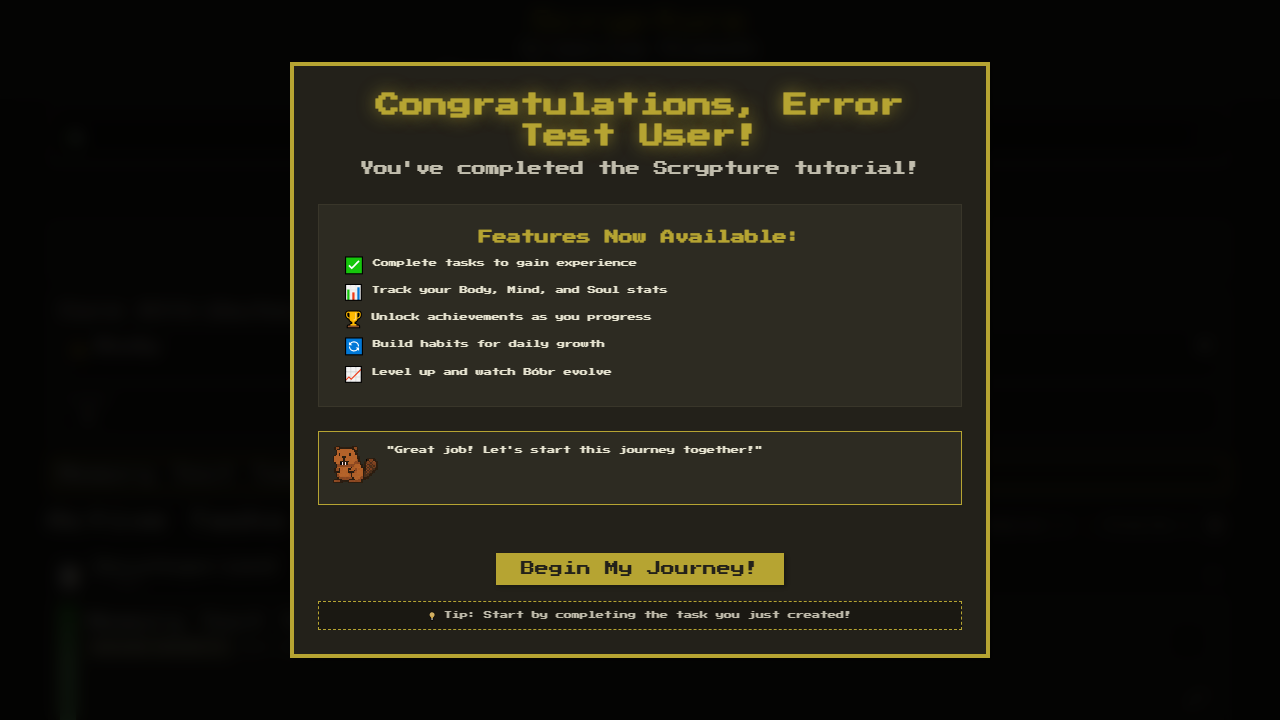 Congratulations, Error
Test User!
You've completed the Scrypture tutorial!
Features Now Available:
Complete tasks to gain experience
Track your Body, Mind, and Soul stats
Unlock achievements as you progress
Build habits for daily growth
Level up and watch Bóbr evolve
"Great job! Let's start this journey together!"
Begin My Journey!
Tip: Start by completing the task you just created!